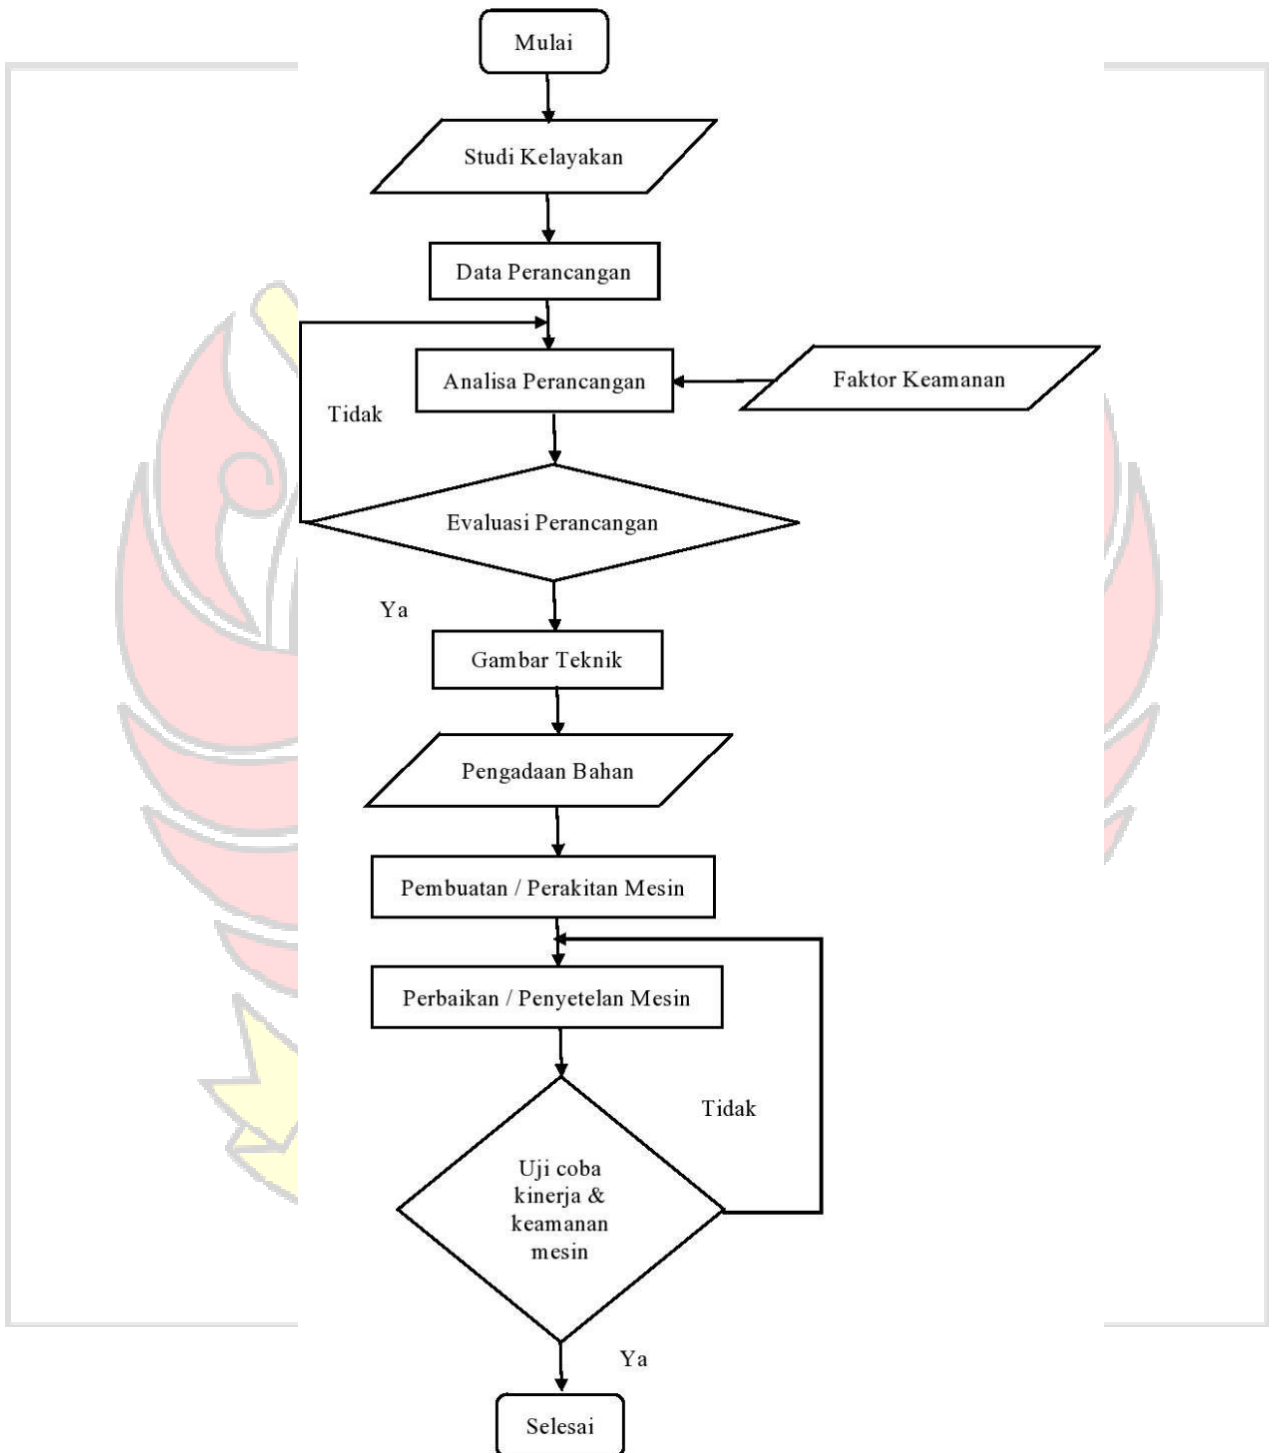 Mulai
Studi Kelayakan
Data Perancangan
Analisa Perancangan
Faktor Keamanan
Tidak
Evaluasi Perancangan
Ya
Gambar Teknik
Pengadaan Bahan
Pembuatan / Perakitan Mesin
Perbaikan / Penyetelan Mesin
Tidak
Uji coba
kinerja &
keamanan
mesin
Ya
Selesai